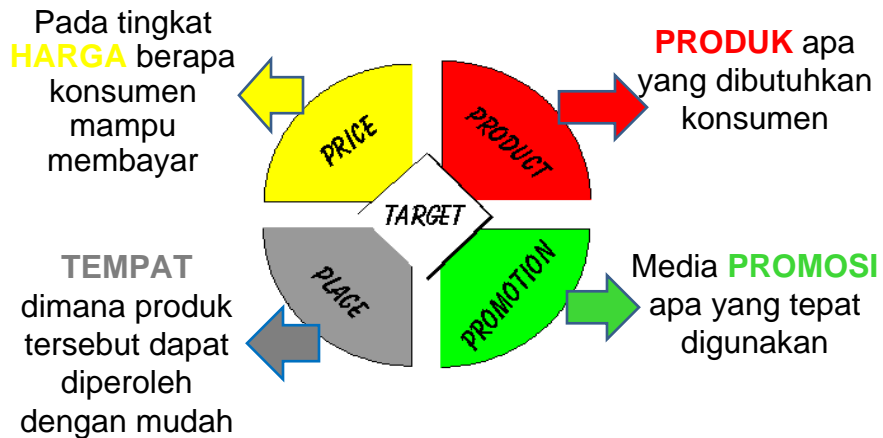 Pada tingkat
HARGA berapa
konsumen
mampu
membayar
PRODUK apa
yang dibutuhkan
konsumen
PRICE
PRODUCT
TARGET
PLACE
PROMOTION
TEMPAT
dimana produk
tersebut dapat
diperoleh
dengan mudah
Media PROMOSI
apa yang tepat
digunakan